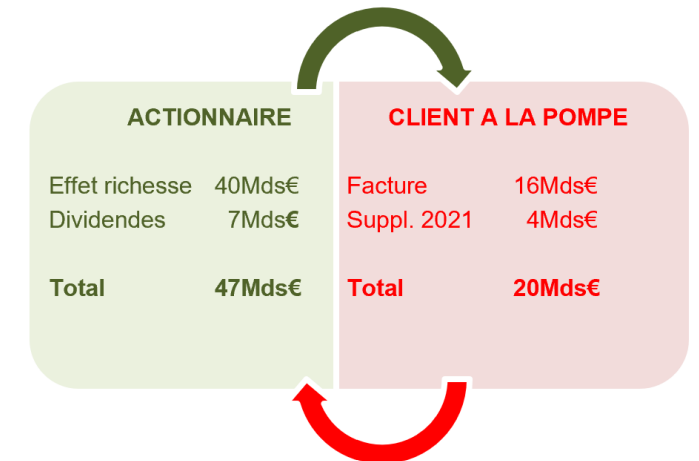 ACTIONNAIRE
Effet richesse 40Mds€
Dividendes 7Mds€
Total 47Mds€
CLIENT A LA POMPE
Facture 16Mds€
Suppl. 2021 4Mds€
Total 20Mds€